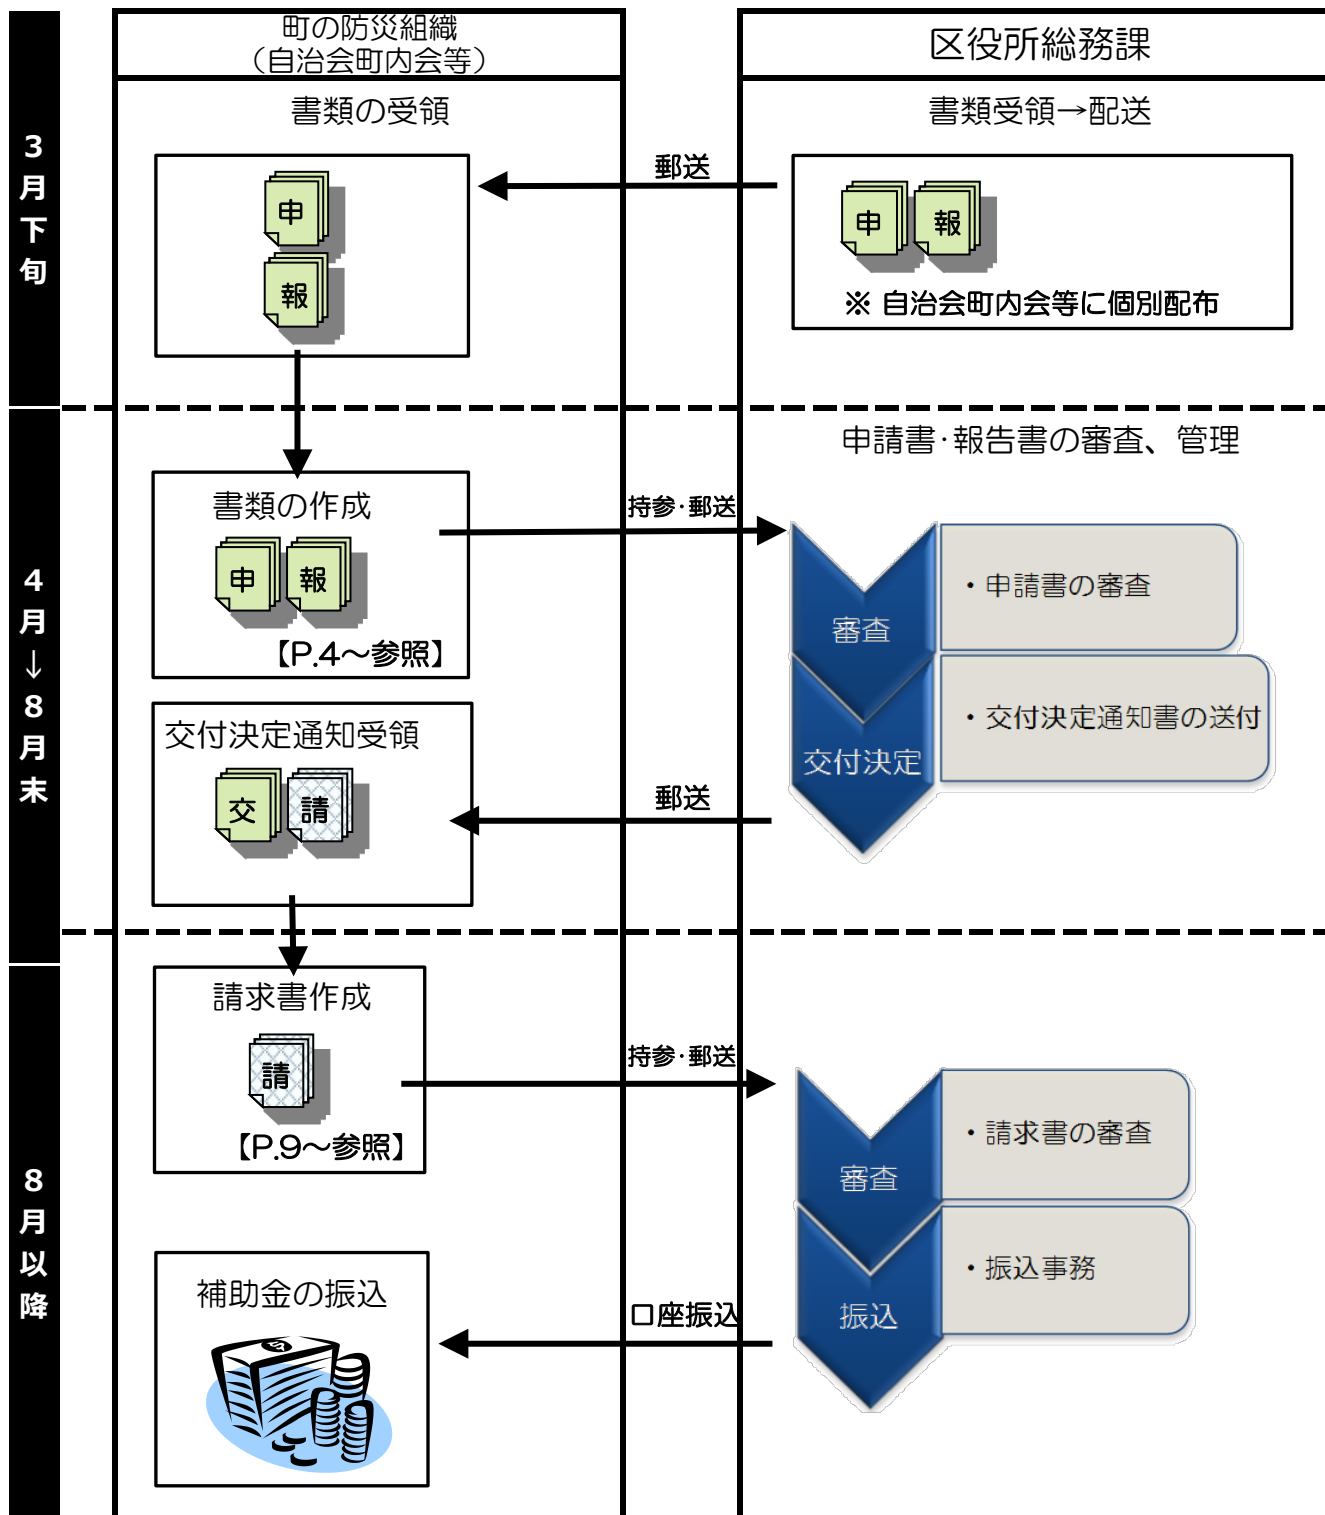 町の防災組織
（自治会町内会等）
区役所総務課
3月下旬
書類の受領
書類受領→配送
郵送
申
報
申
報
※ 自治会町内会等に個別配布
4月→8月末
申請書・報告書の審査、管理
書類の作成
持参・郵送
申
報
【P.4～参照】
審査
・申請書の審査
交付決定
・交付決定通知書の送付
交付決定通知受領
郵送
交
請
8月以降
請求書作成
持参・郵送
請
【P.9～参照】
審査
・請求書の審査
振込
・振込事務
補助金の振込
口座振込